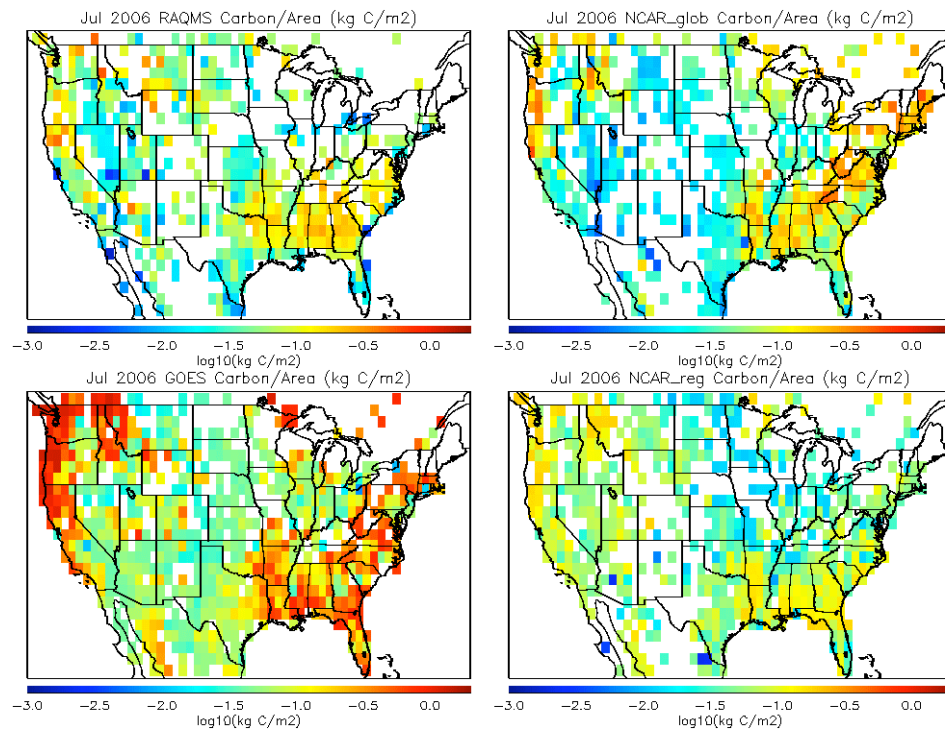 Jul 2006 RAQMS Carbon/Area (kg C/m2)
-3.0 -2.5 -2.0 -1.5 -1.0 -0.5 0.0
log10(kg C/m2)
Jul 2006 NCAR_glob Carbon/Area (kg C/m2)
-3.0 -2.5 -2.0 -1.5 -1.0 -0.5 0.0
log10(kg C/m2)
Jul 2006 GOES Carbon/Area (kg C/m2)
-3.0 -2.5 -2.0 -1.5 -1.0 -0.5 0.0
log10(kg C/m2)
Jul 2006 NCAR_reg Carbon/Area (kg C/m2)
-3.0 -2.5 -2.0 -1.5 -1.0 -0.5 0.0
log10(kg C/m2)